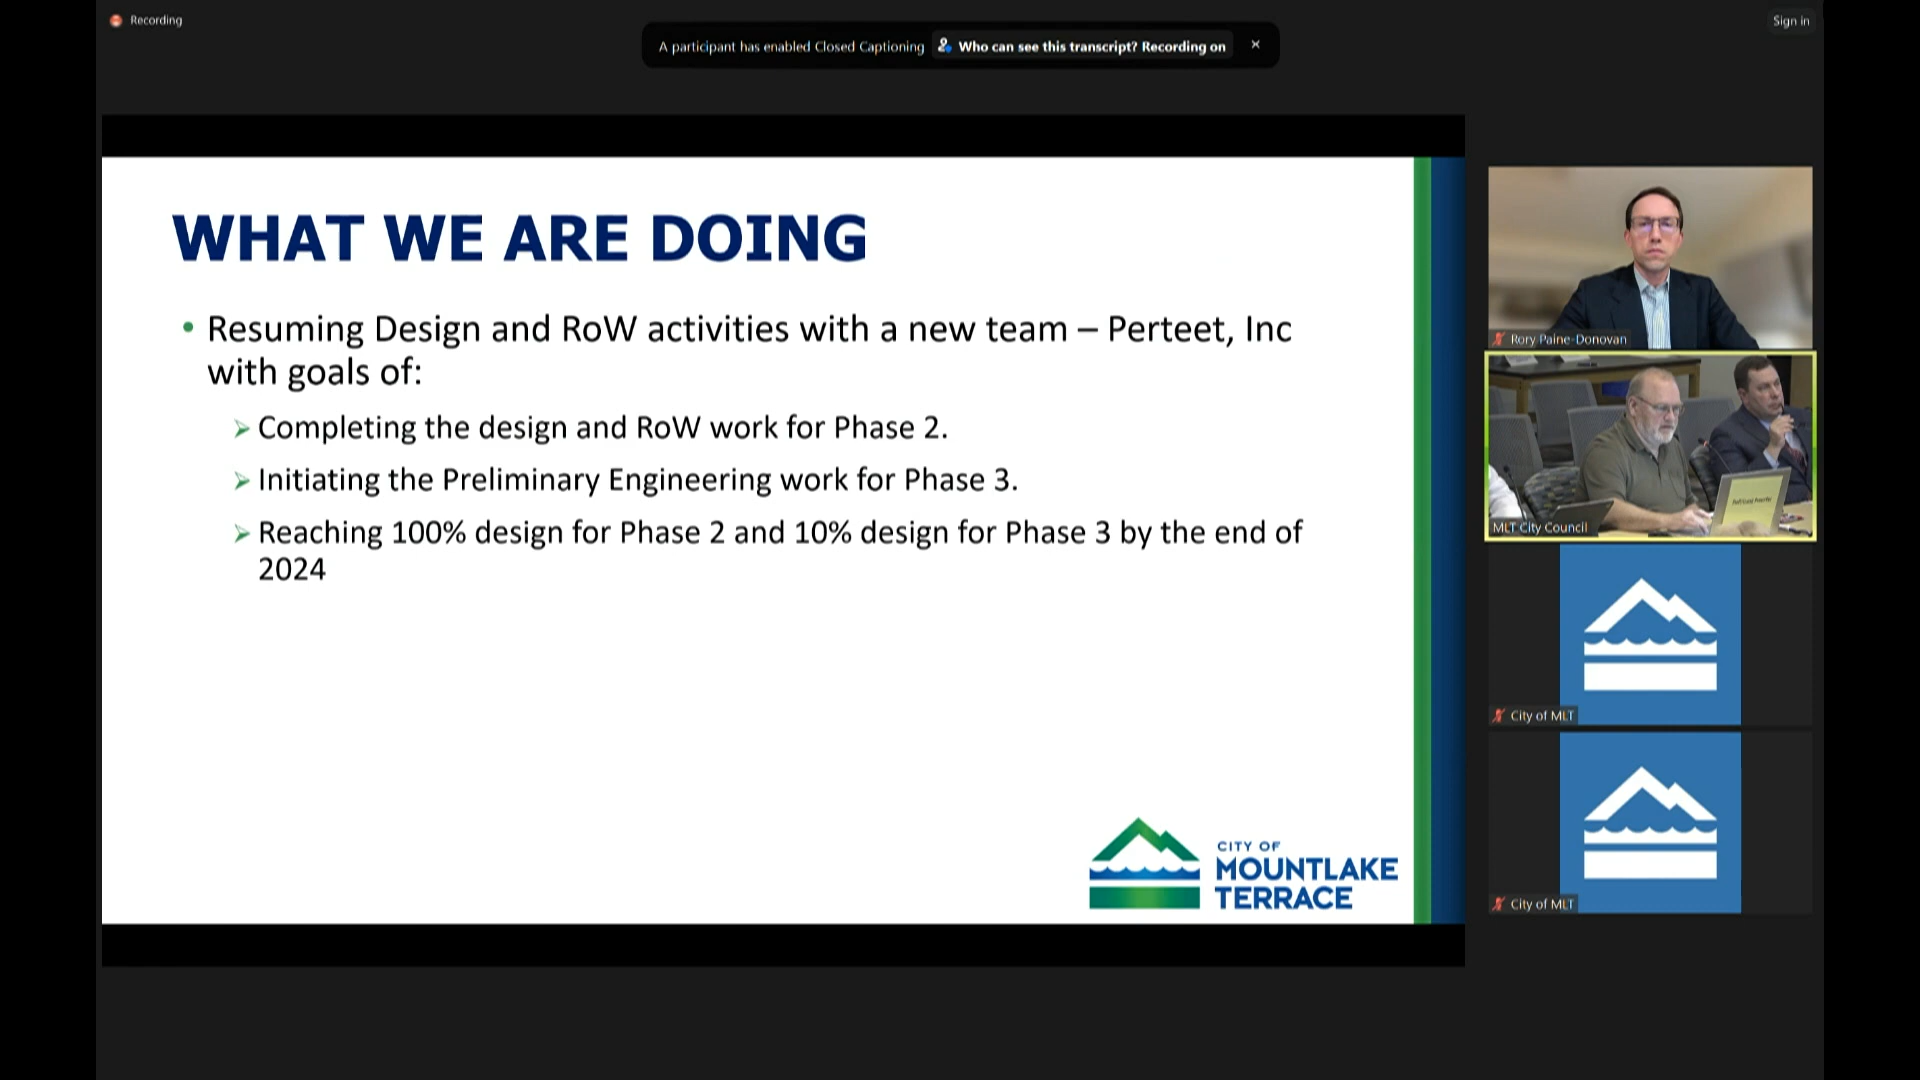 Recording
Sign in
A participant has enabled Closed Captioning Who can see this transcript? Recording on
WHAT WE ARE DOING
• Resuming Design and RoW activities with a new team – Perteet, Inc
with goals of:
➢ Completing the design and RoW work for Phase 2.
➢ Initiating the Preliminary Engineering work for Phase 3.
➢ Reaching 100% design for Phase 2 and 10% design for Phase 3 by the end of
2024
CITY OF
MOUNTLAKE
TERRACE
Rory Paine-Donovan
MLT City Council
City of MLT
City of MLT